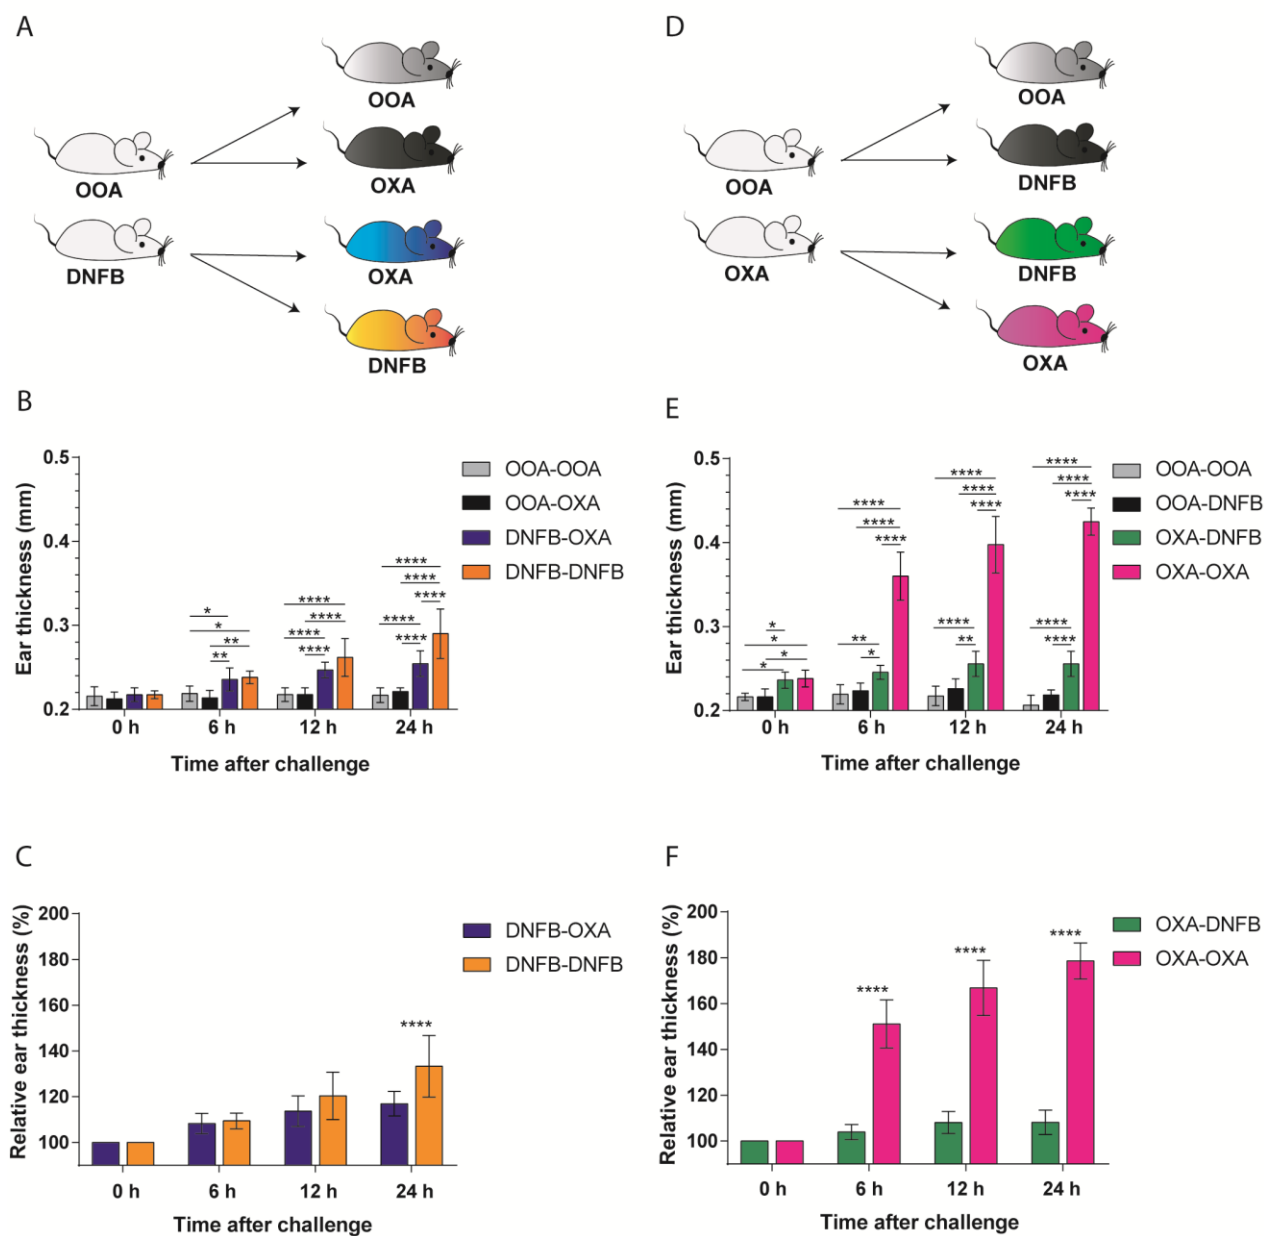 A
OOA
OXA
OXA
DNFB
OOA
DNFB
D
OOA
DNFB
DNFB
OXA
OOA
OXA
B
Ear thickness (mm)
0.5
0.4
0.3
0.2
* * ** **
**** **** **** ****
**** **** **** **** ****
0 h 6 h 12 h 24 h
Time after challenge
OOA-OOA
OOA-OXA
DNFB-OXA
DNFB-DNFB
E
Ear thickness (mm)
0.5
0.4
0.3
0.2
* * * *
**** **** **** ** *
**** **** **** **** **
**** **** **** **** ****
0 h 6 h 12 h 24 h
Time after challenge
OOA-OOA
OOA-DNFB
OXA-DNFB
OXA-OXA
C
Relative ear thickness (%)
200
180
160
140
120
100
****
0 h 6 h 12 h 24 h
Time after challenge
DNFB-OXA
DNFB-DNFB
F
Relative ear thickness (%)
200
180
160
140
120
100
**** **** ****
0 h 6 h 12 h 24 h
Time after challenge
OXA-DNFB
OXA-OXA